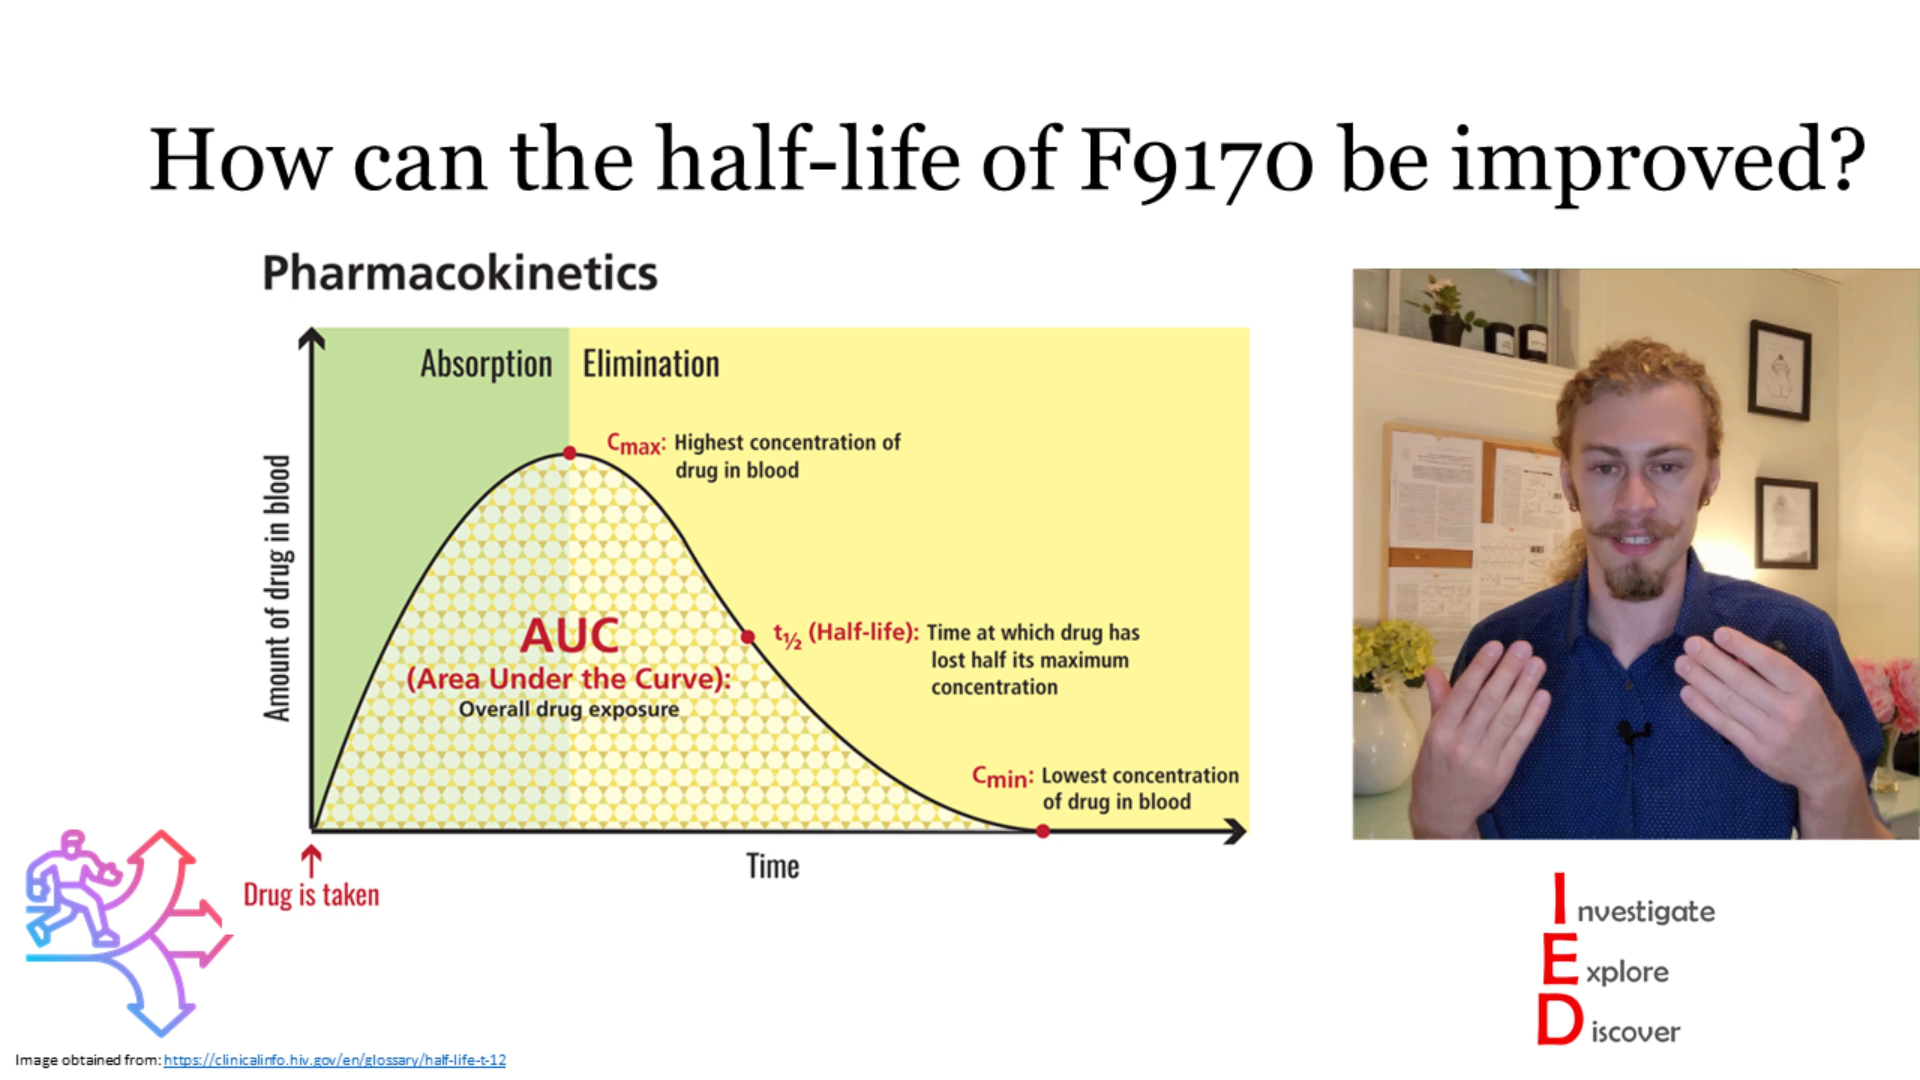 How can the half-life of F9170 be improved?
Pharmacokinetics
Absorption
Elimination
Cmax: Highest concentration of
drug in blood
Amount of drug in blood
AUC
(Area Under the Curve):
Overall drug exposure
t½ (Half-life): Time at which drug has
lost half its maximum
concentration
Cmin: Lowest concentration
of drug in blood
Time
Drug is taken
Investigate
Explore
Discover
Image obtained from: https://clinicalinfo.hiv.gov/en/glossary/half-life-t-12